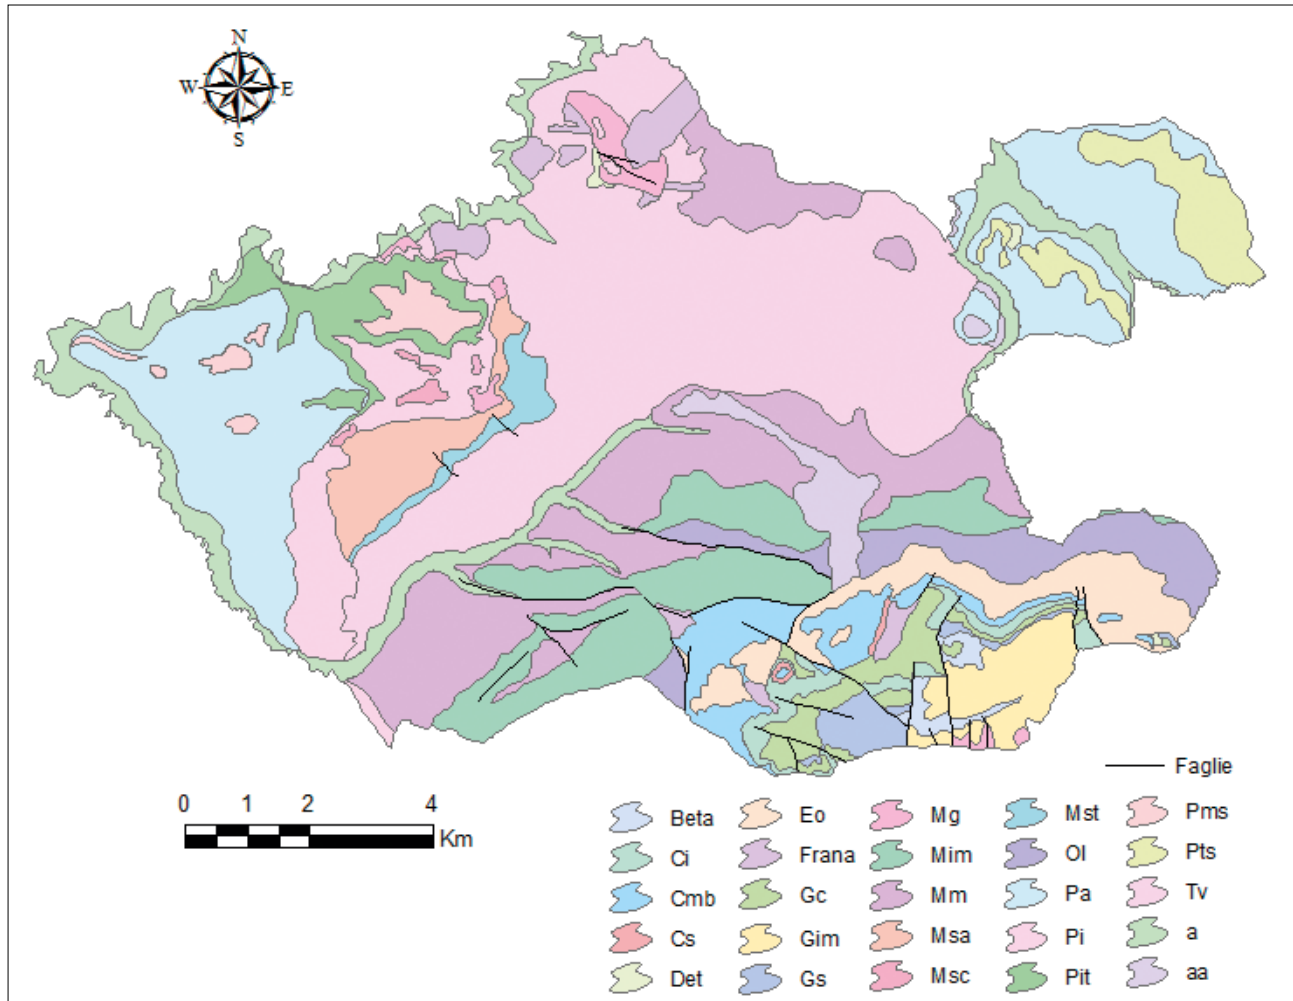 N
W E
S
Faglie
0 1 2 4
Km
Beta Eo Mg Mst Pms
Ci Frana Mim Ol Pts
Cmb Gc Mm Pa Tv
Cs Gim Msa Pi a
Det Gs Msc Pit aa